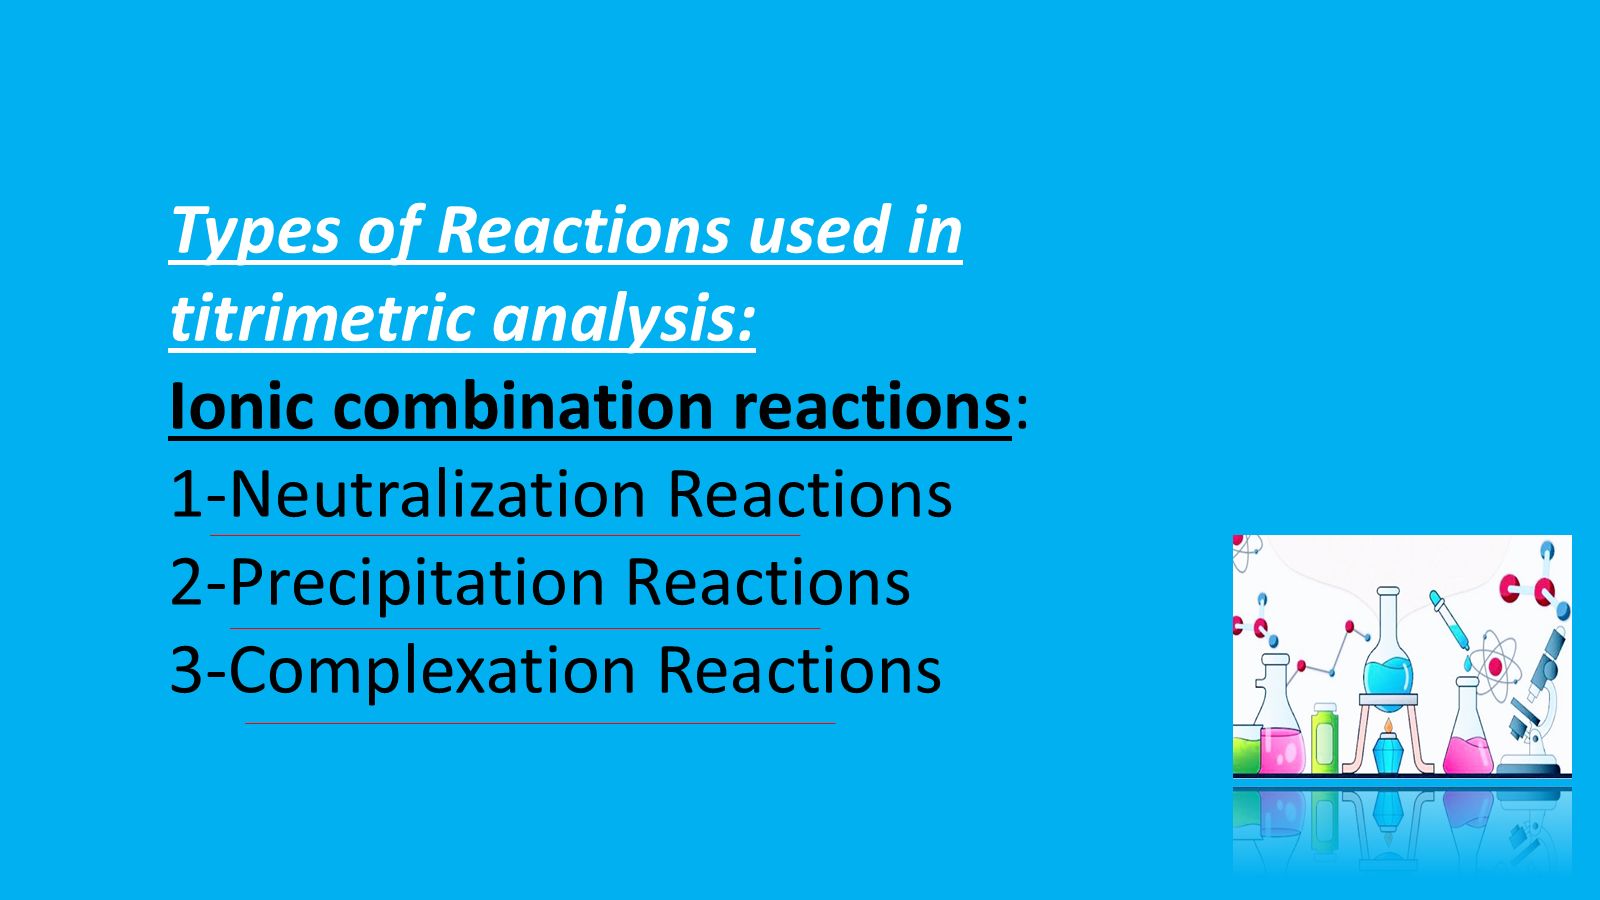 Types of Reactions used in
titrimetric analysis:
Ionic combination reactions:
1-Neutralization Reactions
2-Precipitation Reactions
3-Complexation Reactions